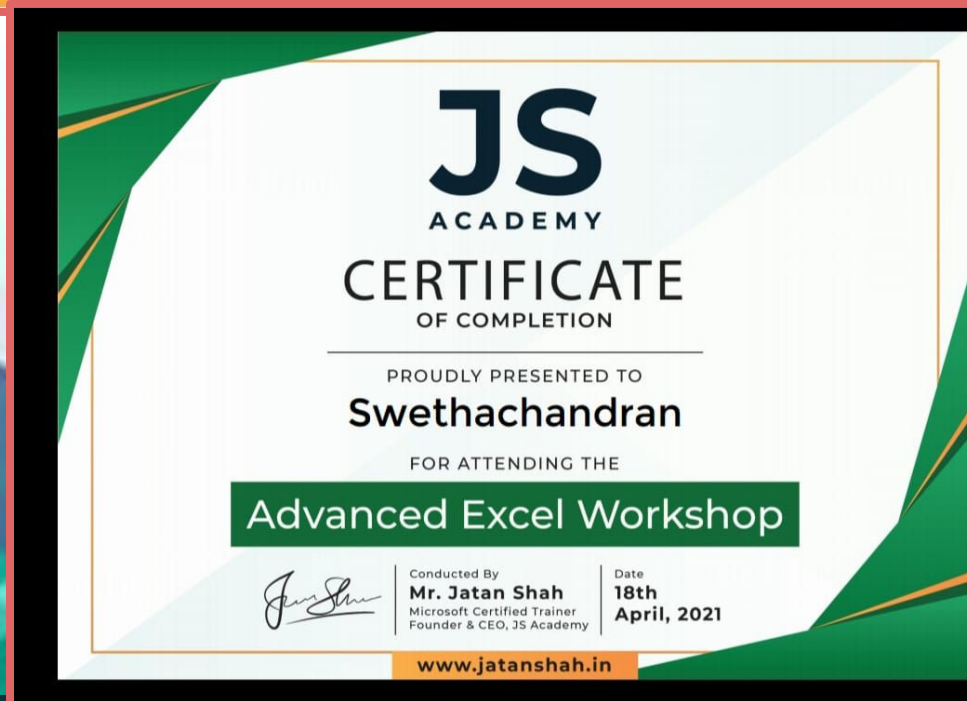 JS
ACADEMY
CERTIFICATE
OF COMPLETION
PROUDLY PRESENTED TO
Swethachandran
FOR ATTENDING THE
Advanced Excel Workshop
Conducted By
Mr. Jatan Shah
Microsoft Certified Trainer
Founder & CEO, JS Academy
Date
18th
April, 2021
www.jatanshah.in